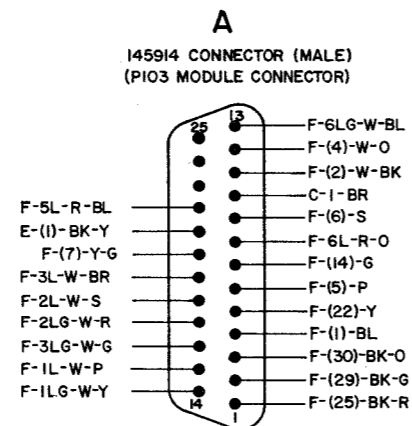 A
145914 CONNECTOR (MALE)
(P103 MODULE CONNECTOR)
25
13
F-6LG-W-BL
F-(4)-W-O
F-(2)-W-BK
C-1-BR
F-5L-R-BL
F-(6)-S
E-(1)-BK-Y
F-6L-R-O
F-(7)-Y-G
F-(14)-G
F-3L-W-BR
F-(5)-P
F-2L-W-S
F-(22)-Y
F-2LG-W-R
F-(1)-BL
F-3LG-W-G
F-(30)-BK-O
F-1L-W-P
F-(29)-BK-G
F-1LG-W-Y
F-(25)-BK-R
14
1